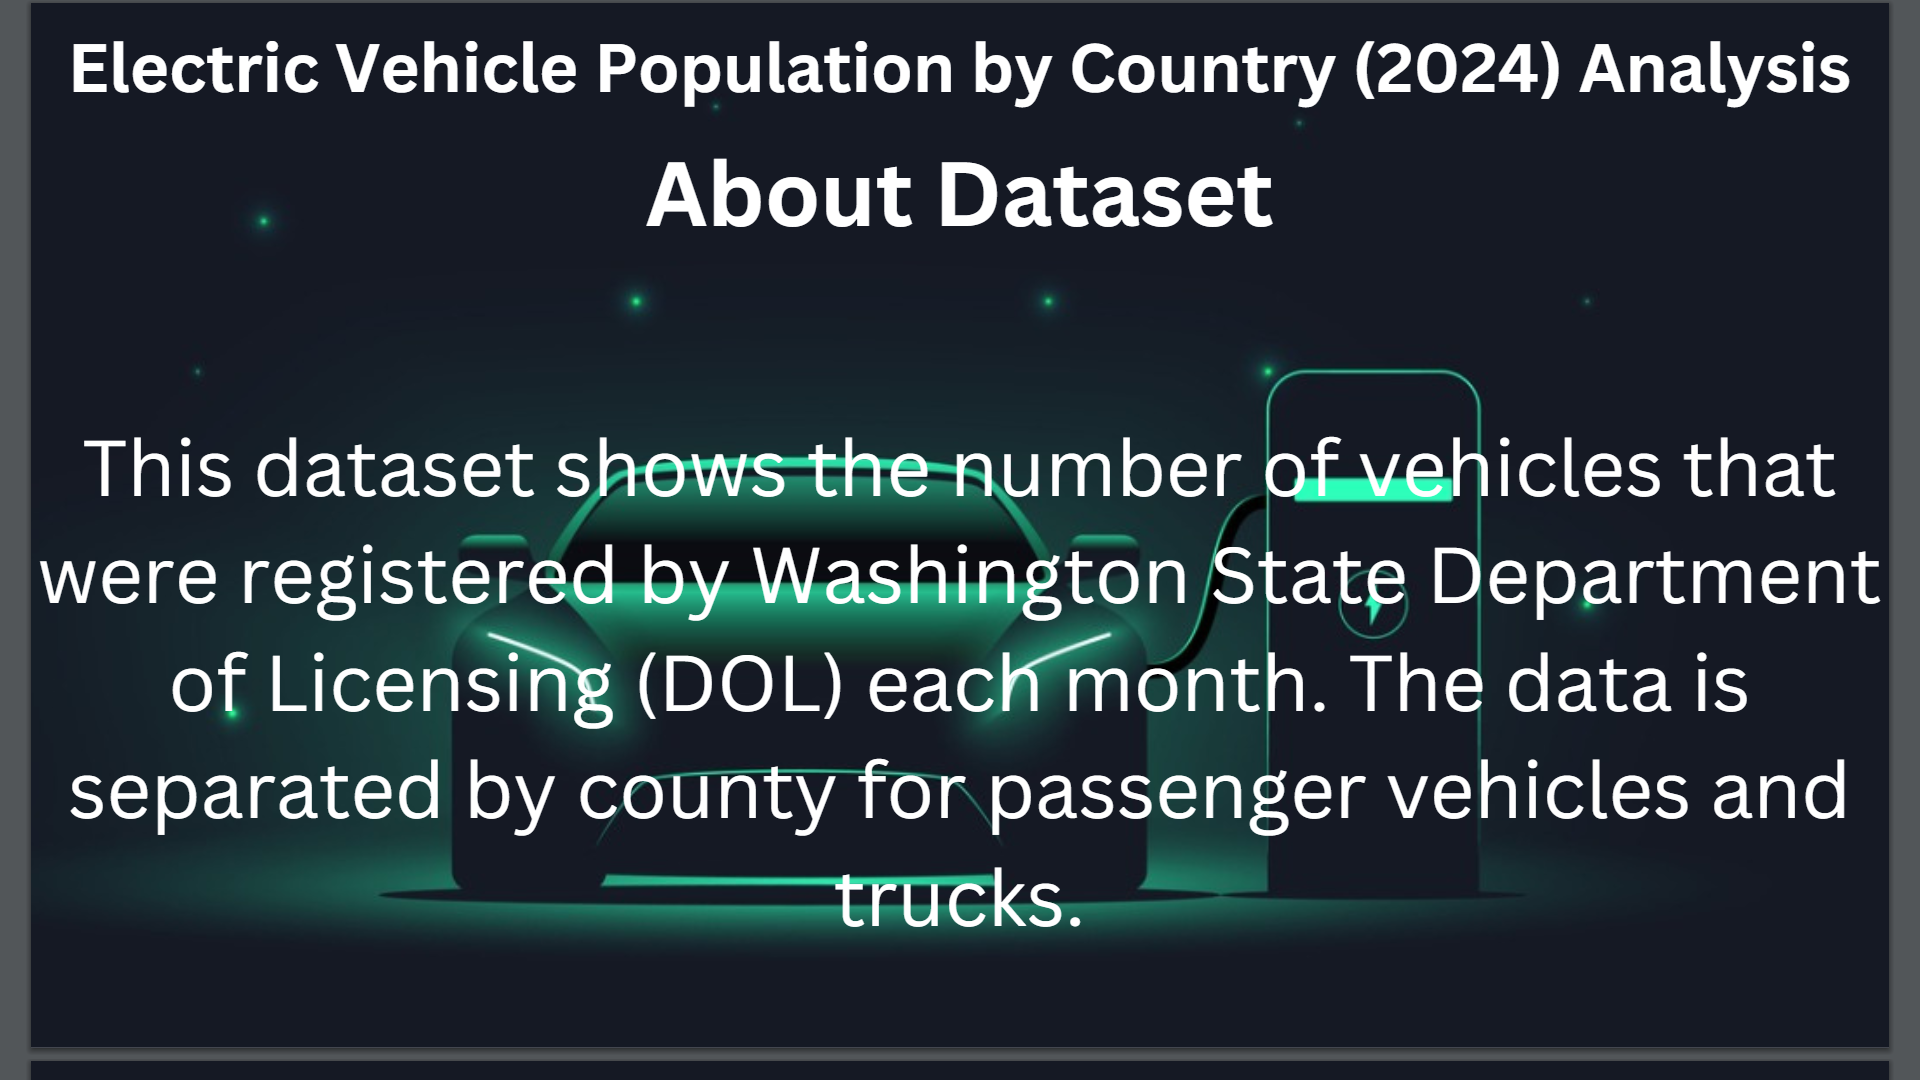 Electric Vehicle Population by Country (2024) Analysis
About Dataset
This dataset shows the number of vehicles that
were registered by Washington State Department
of Licensing (DOL) each month. The data is
separated by county for passenger vehicles and
trucks.